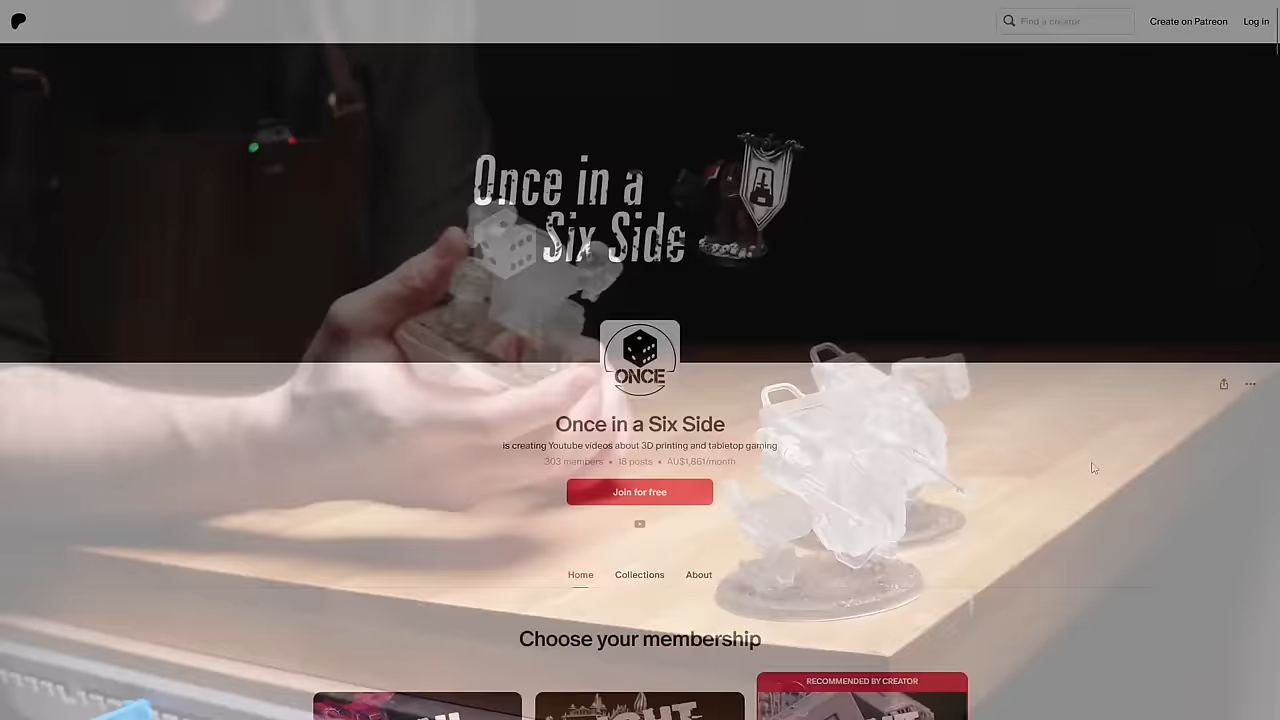 Find a creator
Create on Patreon
Log in
Once in a
Six Side
ONCE
Once in a Six Side
is creating Youtube videos about 3D printing and tabletop gaming
303 members • 18 posts • AU$1,861/month
Join for free
Home
Collections
About
Choose your membership
RECOMMENDED BY CREATOR